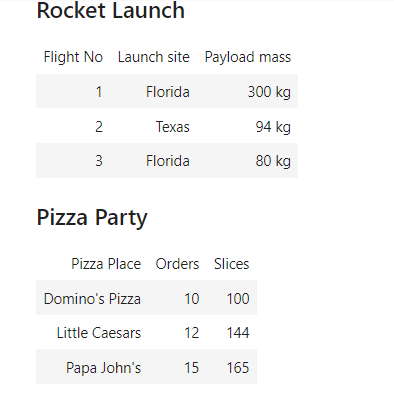 Rocket Launch
Flight No Launch site Payload mass
1 Florida 300 kg
2 Texas 94 kg
3 Florida 80 kg
Pizza Party
Pizza Place Orders Slices
Domino's Pizza 10 100
Little Caesars 12 144
Papa John's 15 165